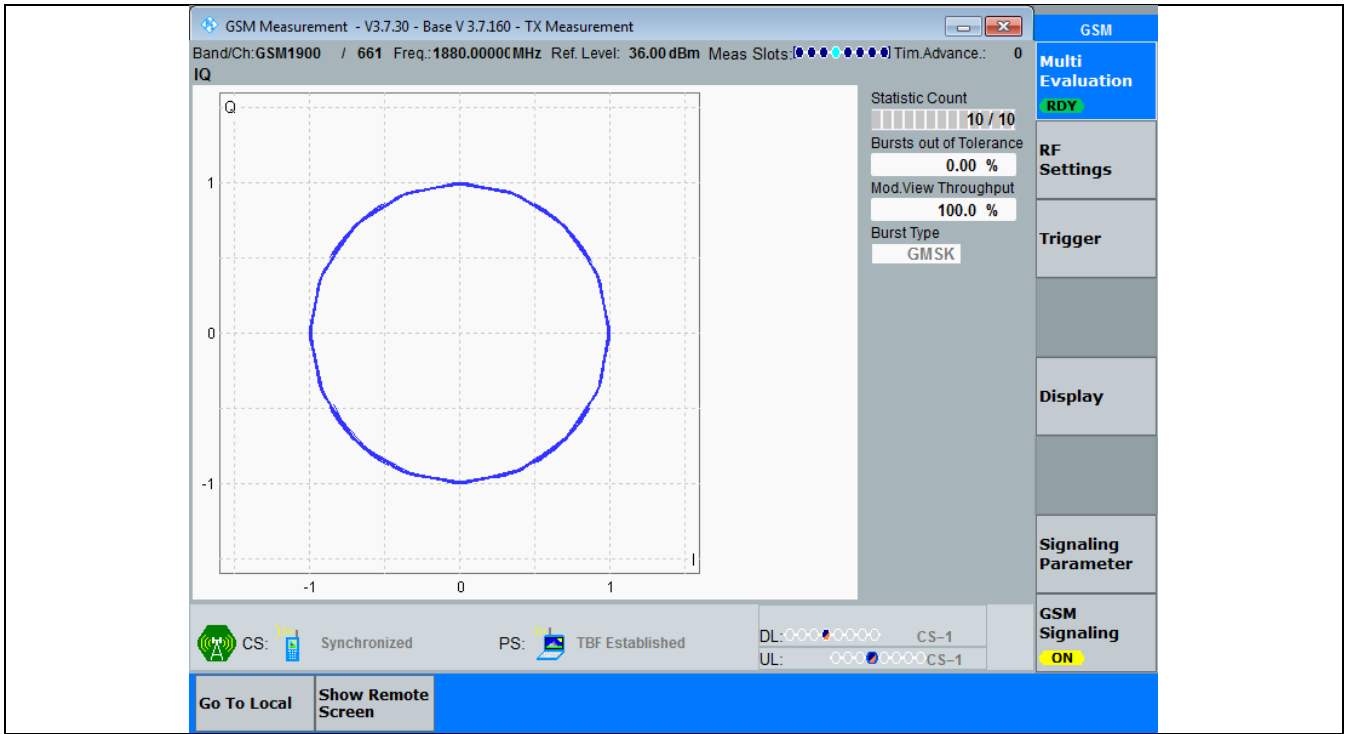 GSM Measurement - V3.7.30 - Base V 3.7.160 - TX Measurement
Band/Ch:GSM1900 / 661 Freq.:1880.00000MHz Ref. Level: 36.00 dBm Meas Slots: Tim.Advance.: 0
IQ
Q
1
0
-1
-1 0 1
I
Statistic Count
10 / 10
Bursts out of Tolerance
0.00 %
Mod.View Throughput
100.0 %
Burst Type
GMSK
GSM
Multi
Evaluation
RDY
RF
Settings
Trigger
Display
Signaling
Parameter
GSM
Signaling
ON
CS: Synchronized PS: TBF Established
DL: CS-1
UL: CS-1
Go To Local
Show Remote
Screen